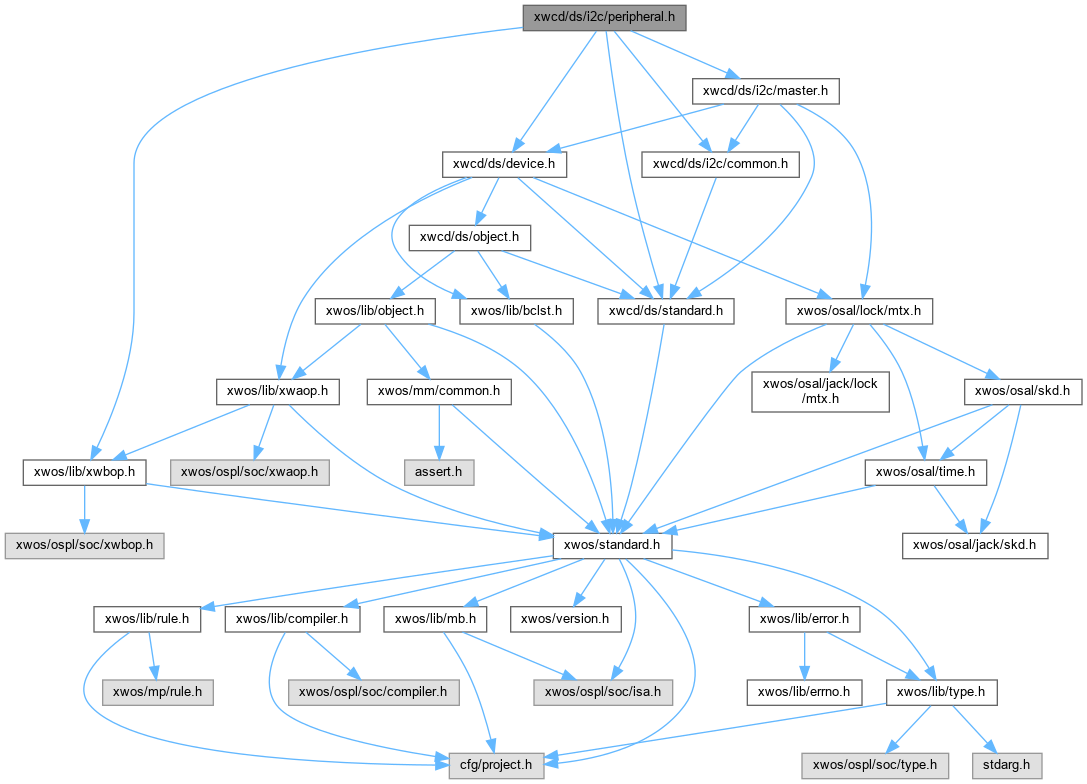 xwcd/ds/i2c/peripheral.h
xwcd/ds/i2c/master.h
xwcd/ds/device.h
xwcd/ds/i2c/common.h
xwcd/ds/object.h
xwos/lib/object.h
xwos/lib/bclst.h
xwcd/ds/standard.h
xwos/osal/lock/mtx.h
xwos/lib/xwaop.h
xwos/mm/common.h
xwos/osal/jack/lock
/mtx.h
xwos/osal/skd.h
xwos/lib/xwbop.h
xwos/ospl/soc/xwaop.h
assert.h
xwos/osal/time.h
xwos/ospl/soc/xwbop.h
xwos/standard.h
xwos/osal/jack/skd.h
xwos/lib/rule.h
xwos/lib/compiler.h
xwos/lib/mb.h
xwos/version.h
xwos/lib/error.h
xwos/mp/rule.h
xwos/ospl/soc/compiler.h
xwos/ospl/soc/isa.h
xwos/lib/errno.h
xwos/lib/type.h
cfg/project.h
xwos/ospl/soc/type.h
stdarg.h